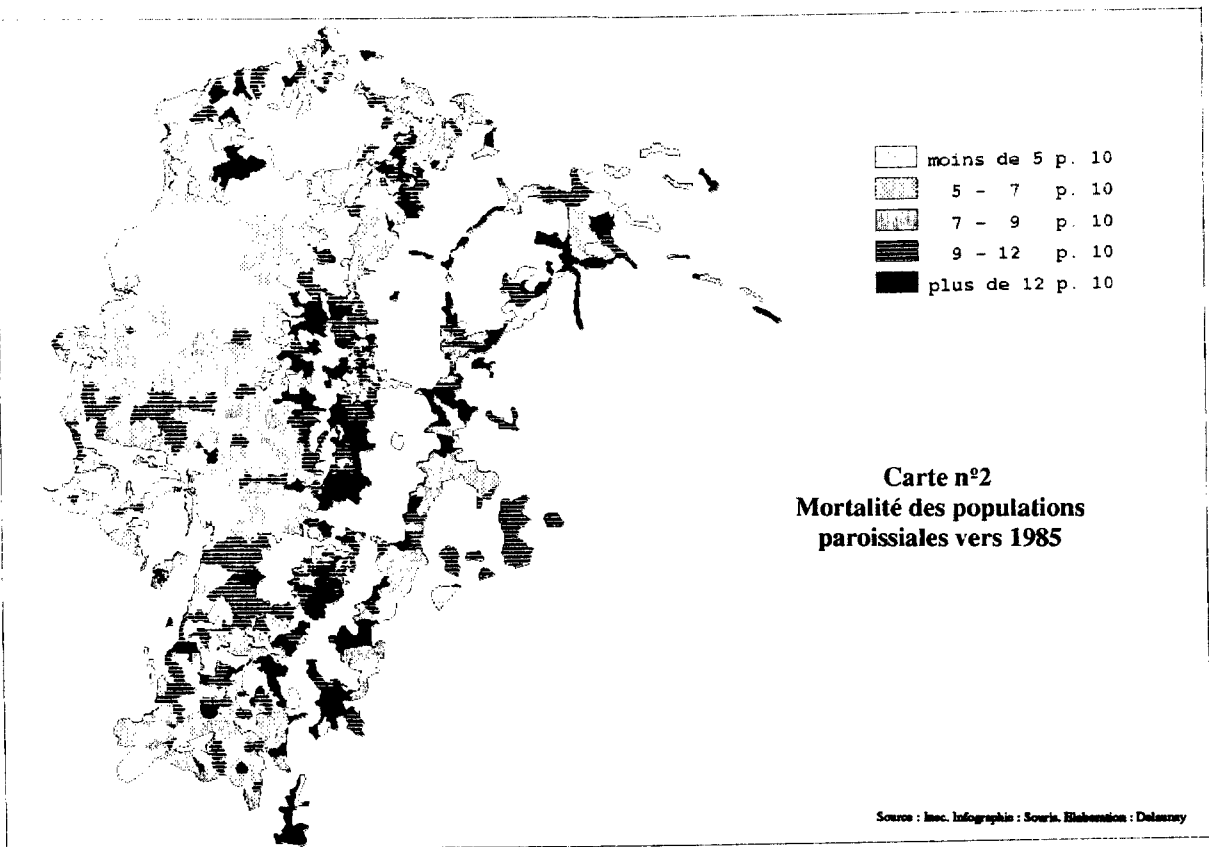 moins de 5 p. 10
5 - 7 p. 10
7 - 9 p. 10
9 - 12 p. 10
plus de 12 p. 10
Carte nº2
Mortalité des populations
paroissiales vers 1985
Source : Inec. Infographie : Souris. Elaboration : Delaunay